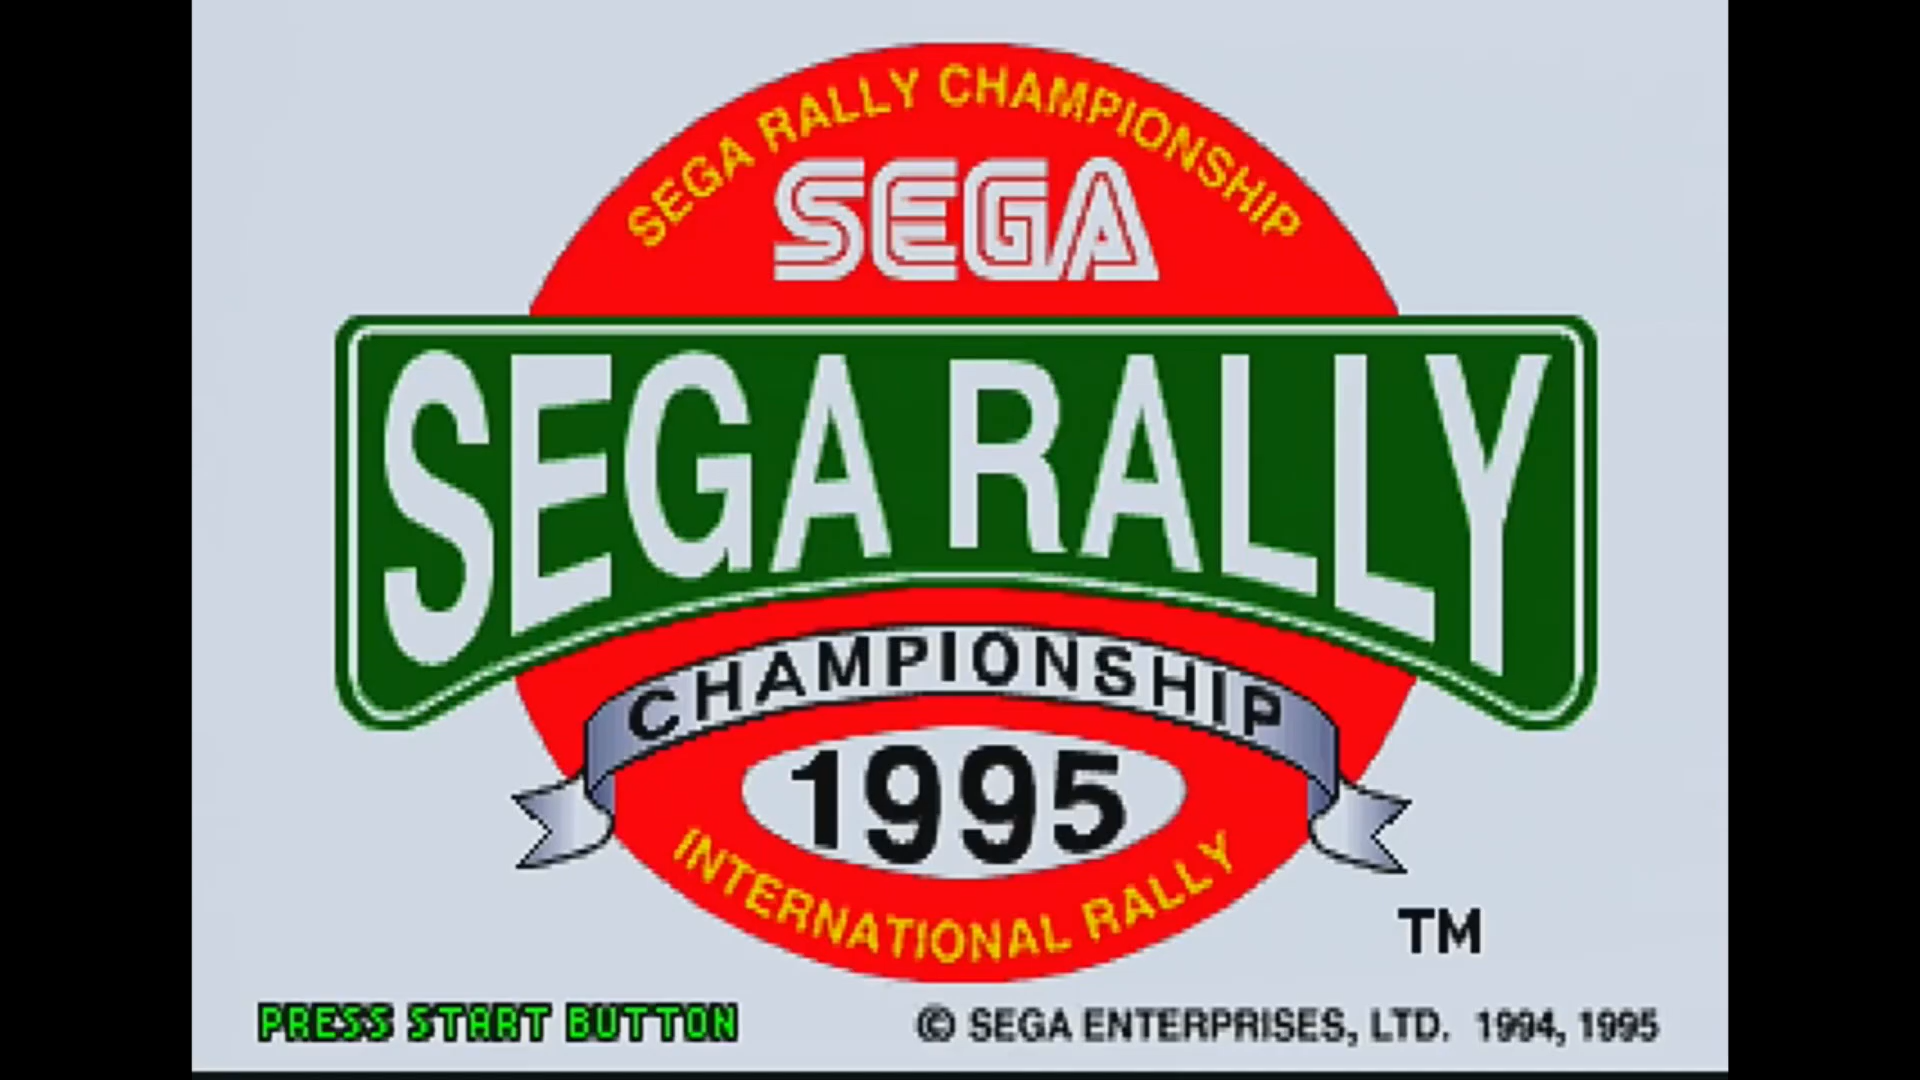 SEGA RALLY CHAMPIONSHIP
SEGA
SEGA RALLY
CHAMPIONSHIP
1995
INTERNATIONAL RALLY
TM
PRESS START BUTTON
© SEGA ENTERPRISES, LTD. 1994, 1995